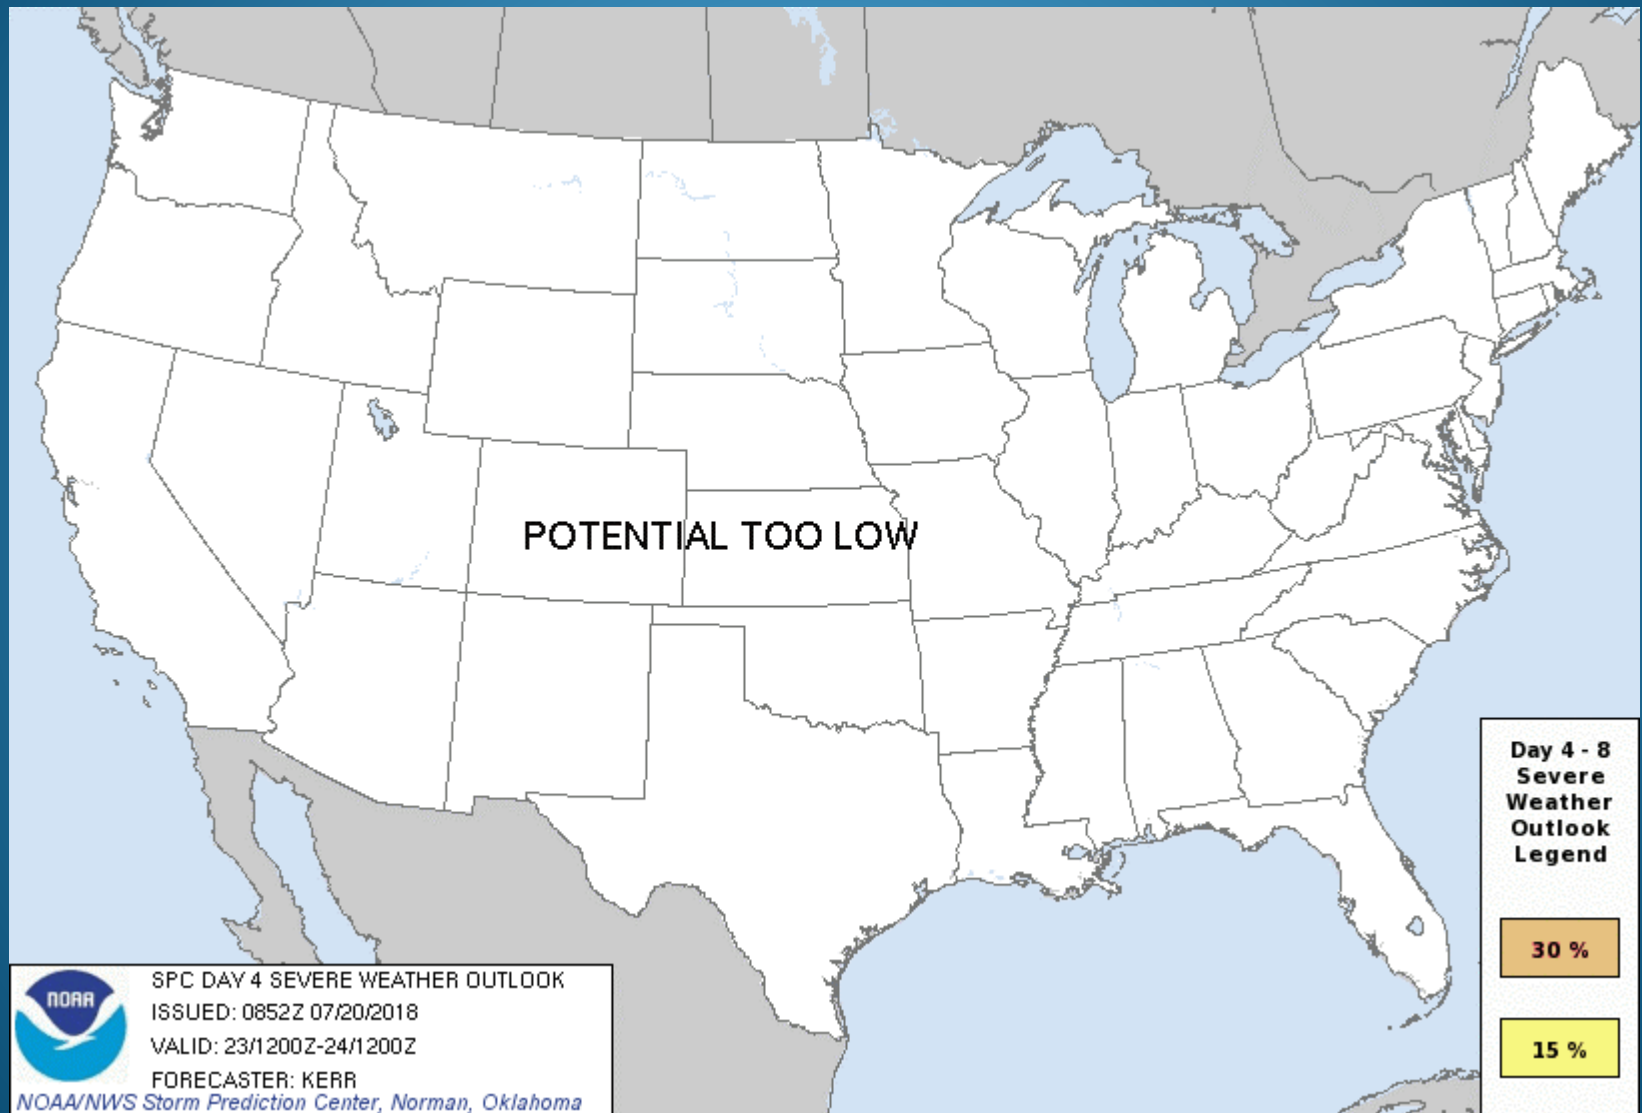 POTENTIAL TOO LOW
Day 4 - 8
Severe
Weather
Outlook
Legend
30 %
15 %
NOAA
SPC DAY 4 SEVERE WEATHER OUTLOOK
ISSUED: 0852Z 07/20/2018
VALID: 23/1200Z-24/1200Z
FORECASTER: KERR
NOAA/NWS Storm Prediction Center, Norman, Oklahoma